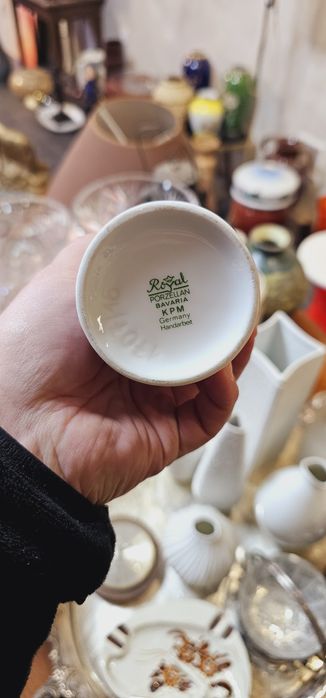 Royal
PORZELLAN
BAVARIA
KPM
Germany
Handarbeit